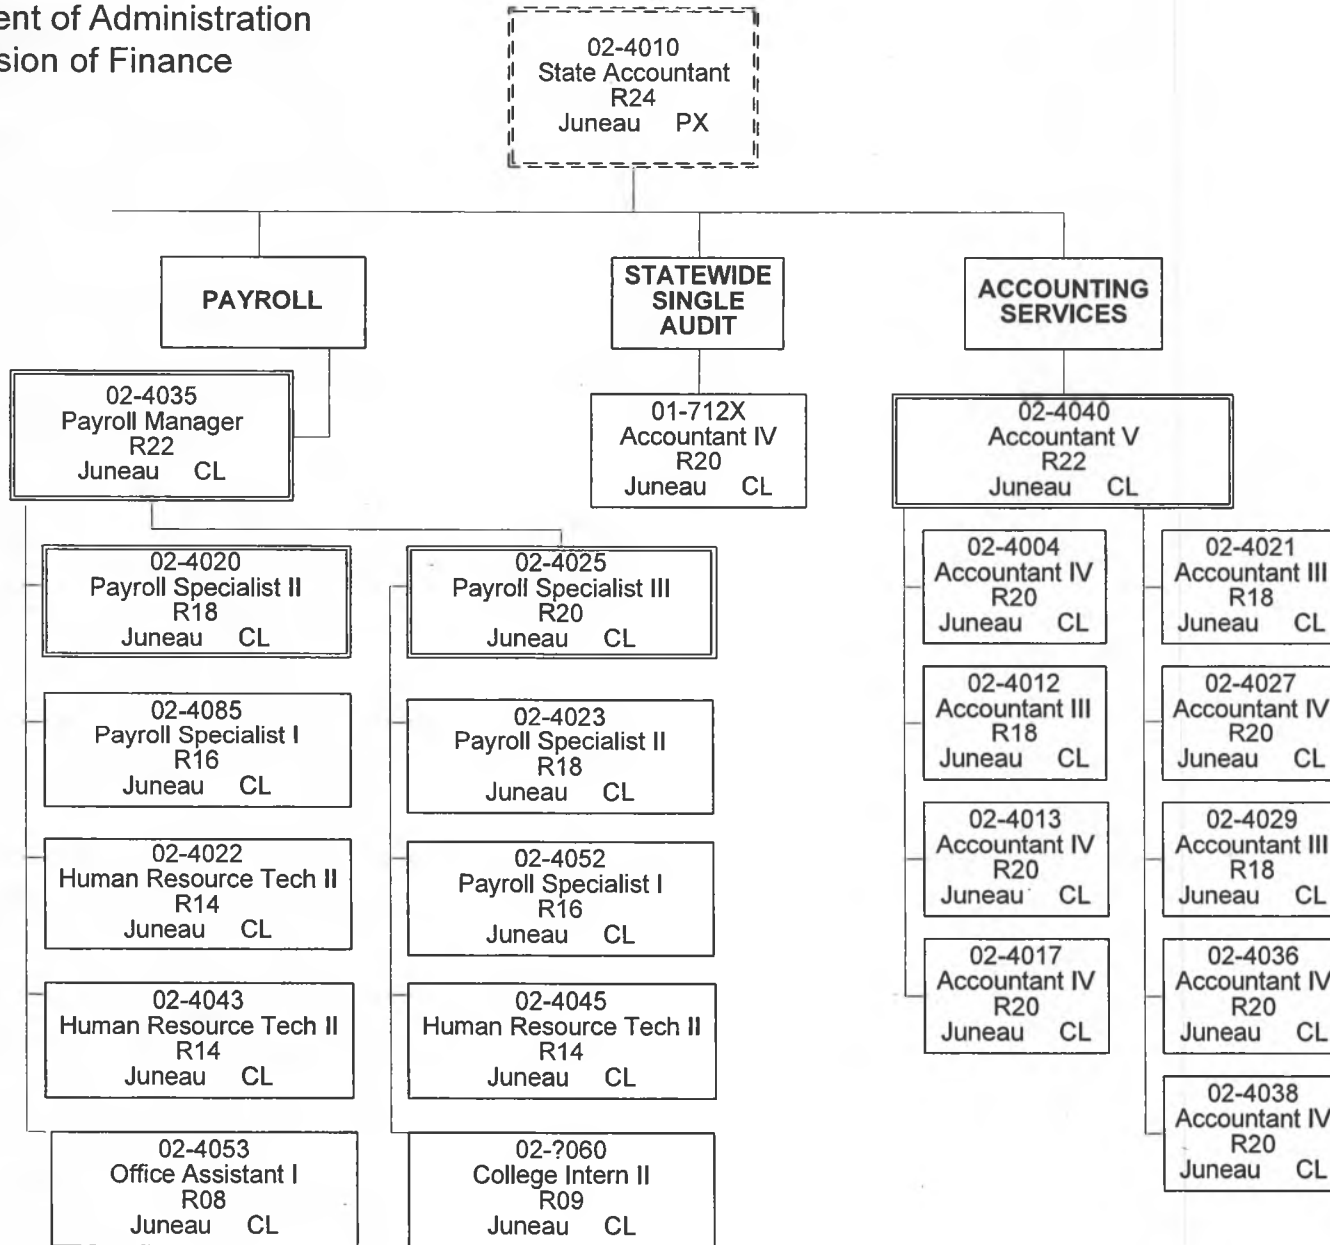 ent of Administration
sion of Finance
02-4010
State Accountant
R24
Juneau PX
PAYROLL
STATEWIDE
SINGLE
AUDIT
ACCOUNTING
SERVICES
02-4035
Payroll Manager
R22
Juneau CL
01-712X
Accountant IV
R20
Juneau CL
02-4040
Accountant V
R22
Juneau CL
02-4020
Payroll Specialist II
R18
Juneau CL
02-4025
Payroll Specialist III
R20
Juneau CL
02-4004
Accountant IV
R20
Juneau CL
02-4021
Accountant III
R18
Juneau CL
02-4085
Payroll Specialist I
R16
Juneau CL
02-4023
Payroll Specialist II
R18
Juneau CL
02-4012
Accountant III
R18
Juneau CL
02-4027
Accountant IV
R20
Juneau CL
02-4022
Human Resource Tech II
R14
Juneau CL
02-4052
Payroll Specialist I
R16
Juneau CL
02-4013
Accountant IV
R20
Juneau CL
02-4029
Accountant III
R18
Juneau CL
02-4043
Human Resource Tech II
R14
Juneau CL
02-4045
Human Resource Tech II
R14
Juneau CL
02-4017
Accountant IV
R20
Juneau CL
02-4036
Accountant IV
R20
Juneau CL
02-4053
Office Assistant I
R08
Juneau CL
02-?060
College Intern II
R09
Juneau CL
02-4038
Accountant IV
R20
Juneau CL